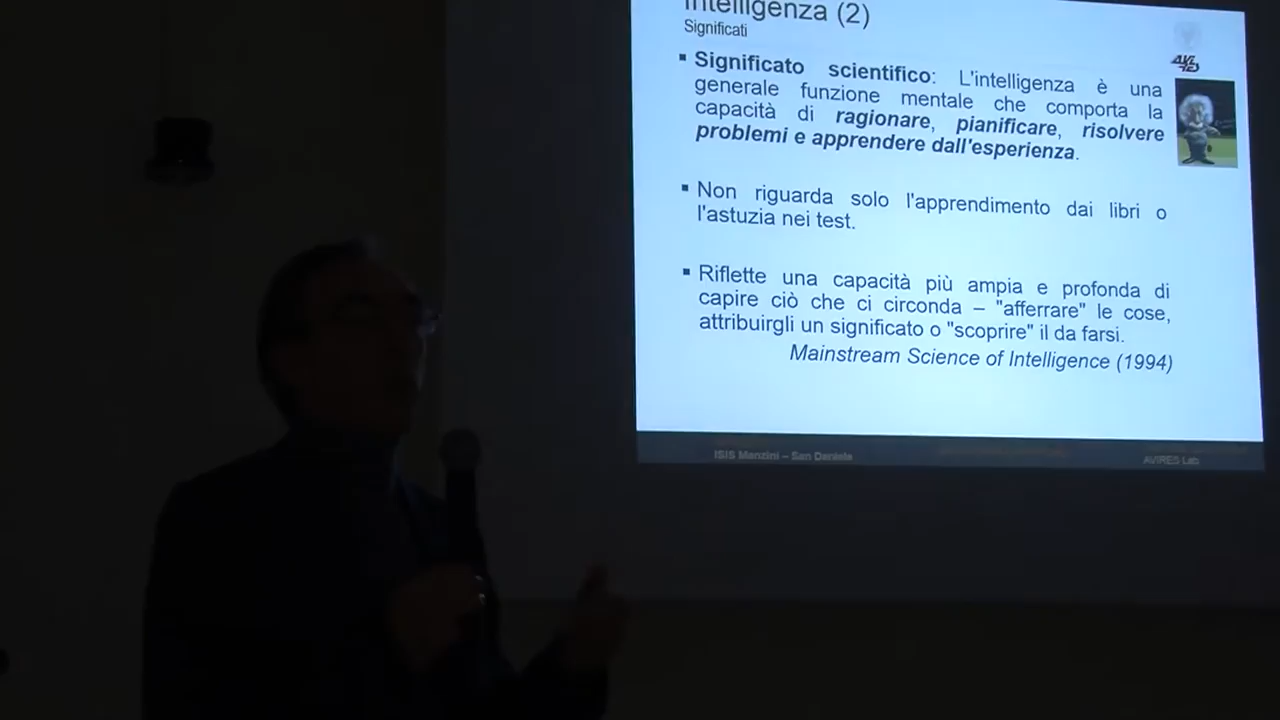 Intelligenza (2)
Significati
▪ Significato scientifico: L'intelligenza è una
generale funzione mentale che comporta la
capacità di ragionare, pianificare, risolvere
problemi e apprendere dall'esperienza.
▪ Non riguarda solo l'apprendimento dai libri o
l'astuzia nei test.
▪ Riflette una capacità più ampia e profonda di
capire ciò che ci circonda – "afferrare" le cose,
attribuirgli un significato o "scoprire" il da farsi.
Mainstream Science of Intelligence (1994)
ISIS Manzini – San Daniele
AVIRES Lab